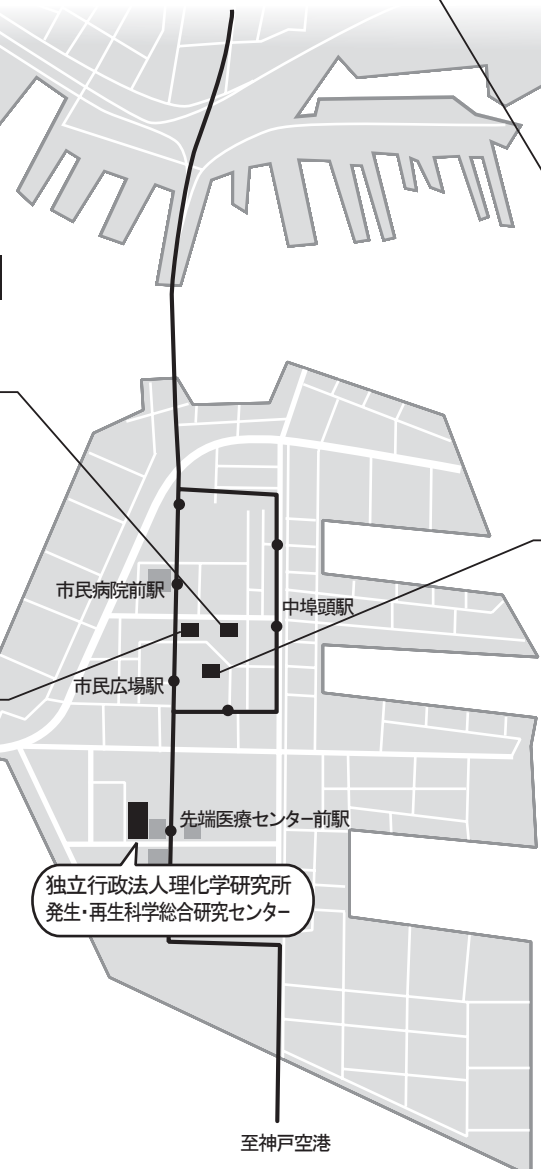 市民病院前駅
中埠頭駅
市民広場駅
先端医療センター前駅
独立行政法人理化学研究所
発生・再生科学総合研究センター
至神戸空港